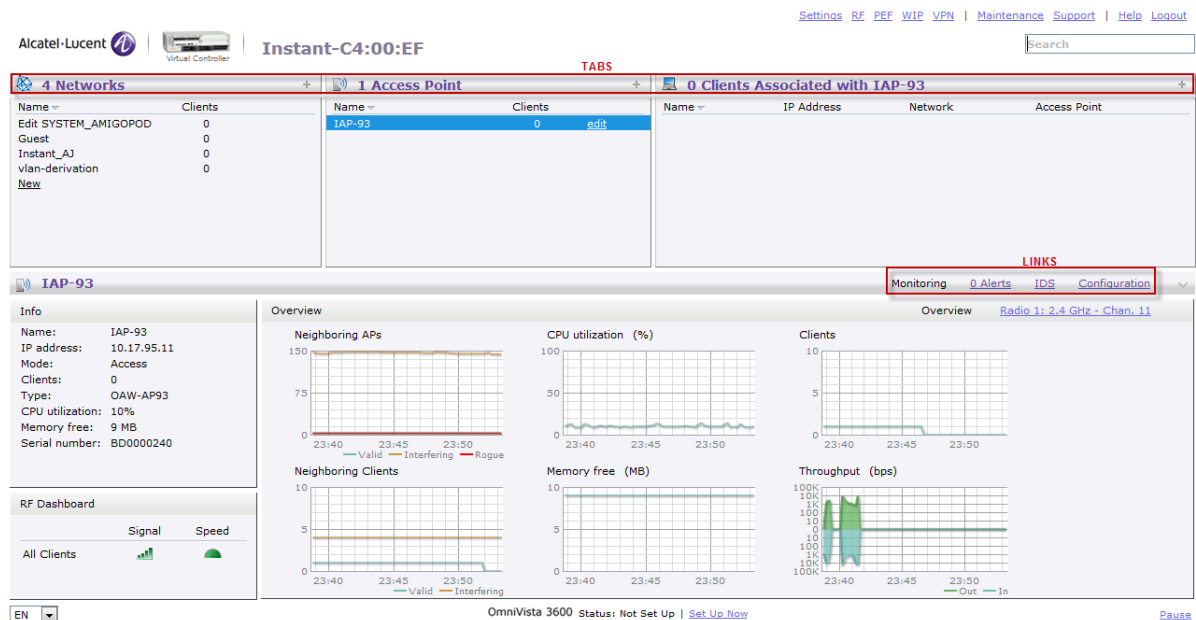 Settings RF PEF WIP VPN | Maintenance Support | Help Logout
Alcatel·Lucent
Virtual Controller
Instant-C4:00:EF
Search
TABS
4 Networks +
1 Access Point +
0 Clients Associated with IAP-93 +
Name Clients
Edit SYSTEM_AMIGOPOD 0
Guest 0
Instant_AJ 0
vlan-derivation 0
New
Name Clients
IAP-93 0 edit
Name IP Address Network Access Point
LINKS
IAP-93
Monitoring 0 Alerts IDS Configuration
Info
Name: IAP-93
IP address: 10.17.95.11
Mode: Access
Clients: 0
Type: OAW-AP93
CPU utilization: 10%
Memory free: 9 MB
Serial number: BD0000240
RF Dashboard
Signal Speed
All Clients
Overview
Overview Radio 1: 2.4 GHz - Chan. 11
Neighboring APs
150
75
0
23:40 23:45 23:50
Valid Interfering Rogue
CPU utilization (%)
100
50
0
23:40 23:45 23:50
Clients
10
5
0
23:40 23:45 23:50
Neighboring Clients
10
5
0
23:40 23:45 23:50
Valid Interfering
Memory free (MB)
10
5
0
23:40 23:45 23:50
Throughput (bps)
100K
10K
1K
100
10
0
10
100
1K
10K
100K
23:40 23:45 23:50
Out In
EN
OmniVista 3600 Status: Not Set Up | Set Up Now
Pause